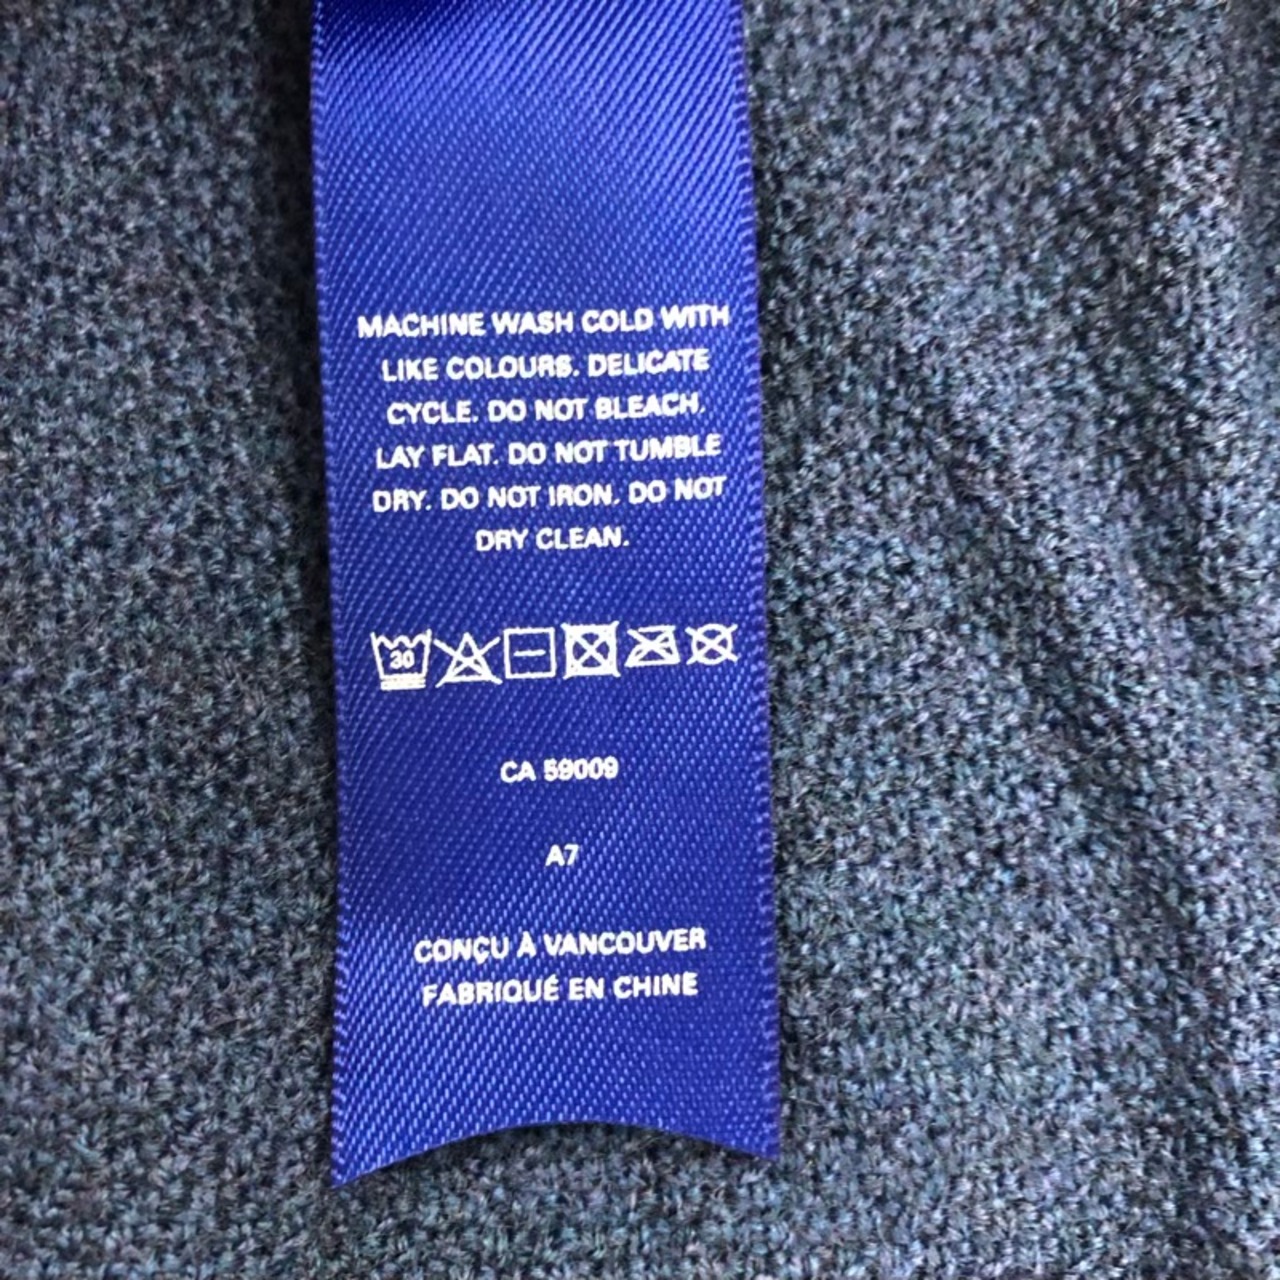 MACHINE WASH COLD WITH
LIKE COLOURS. DELICATE
CYCLE. DO NOT BLEACH.
LAY FLAT. DO NOT TUMBLE
DRY. DO NOT IRON. DO NOT
DRY CLEAN.
30
CA 59009
A7
CONÇU À VANCOUVER
FABRIQUÉ EN CHINE